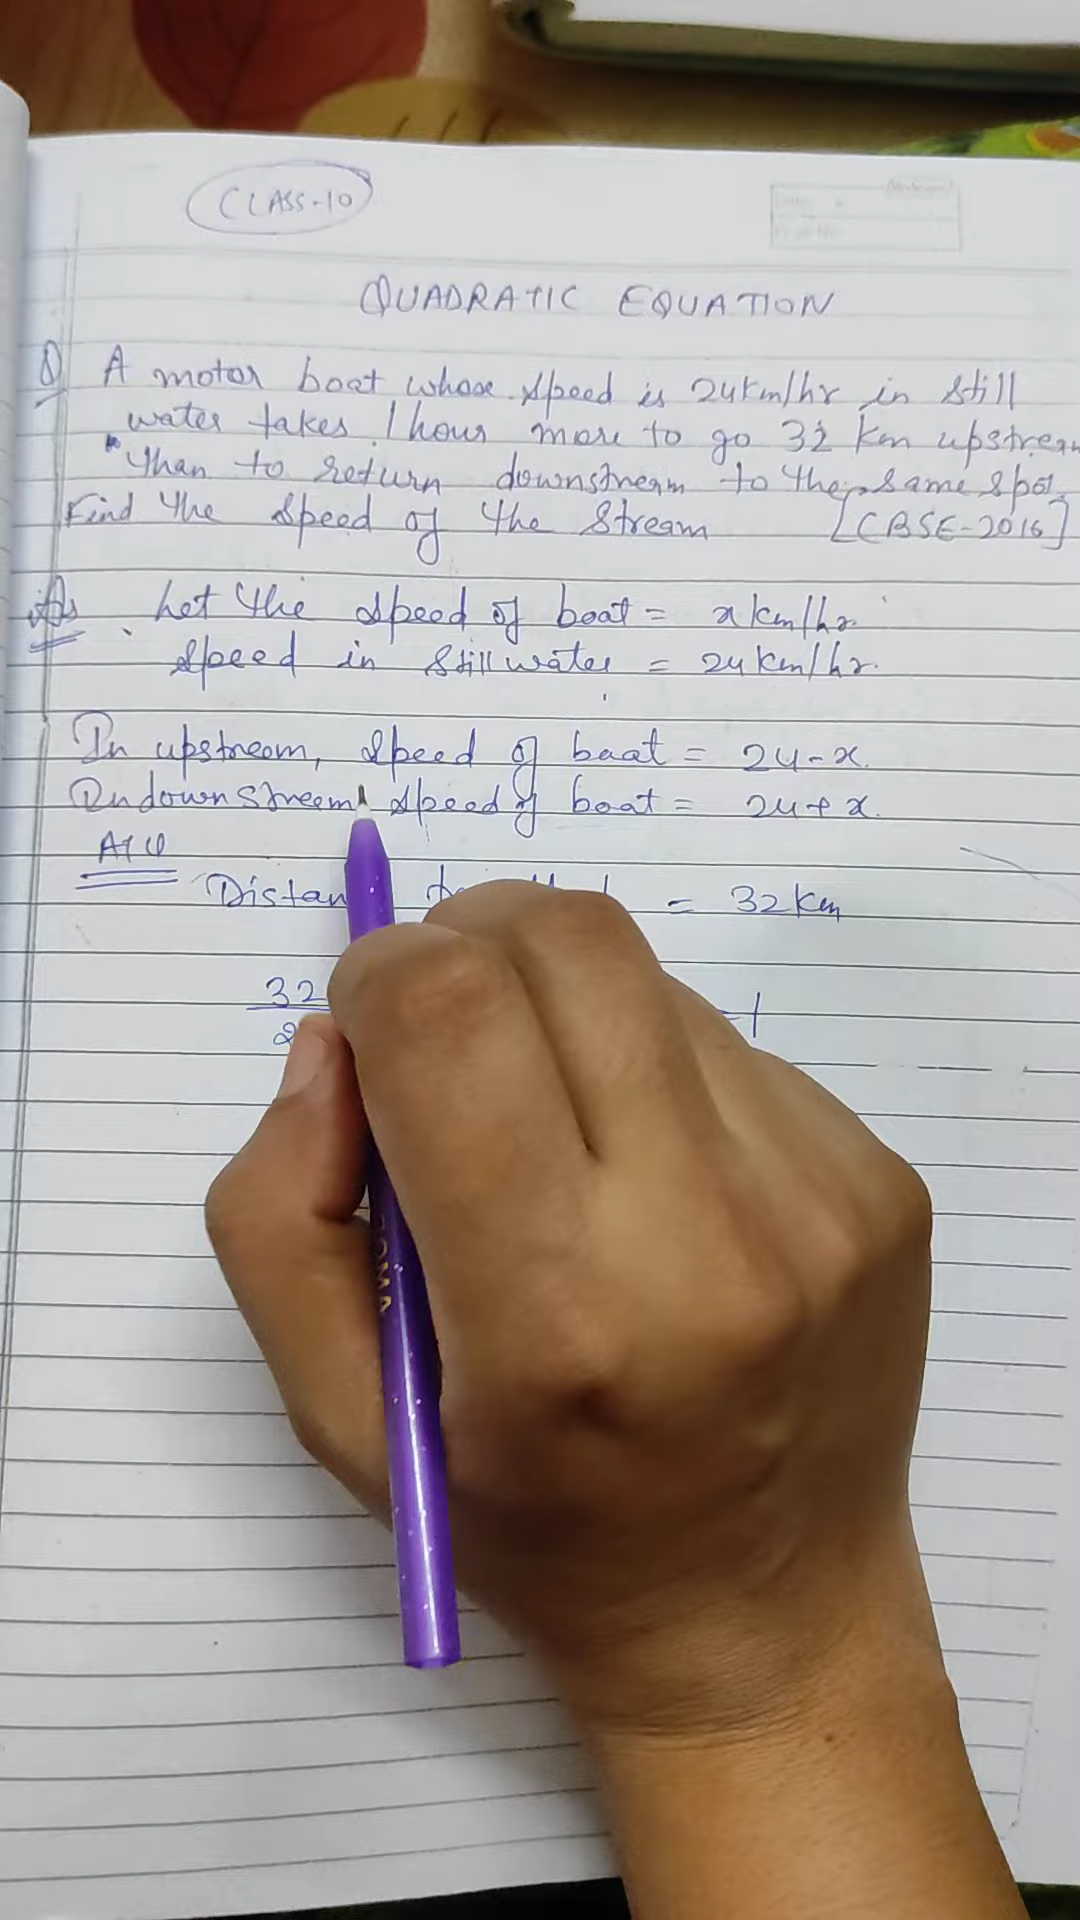 CLASS-10
QUADRATIC EQUATION
Q A motor boat whose speed is 24km/hr in still
water takes 1 hour more to go 32 km upstream
than to return downstream to the same spot.
Find the speed of the stream [CBSE-2016]
Let the speed of boat = x km/hr.
Speed in still water = 24 km/hr.
In upstream, speed of boat = 24-x.
In downstream speed of boat = 24+x.
ATQ
= 32 km
32